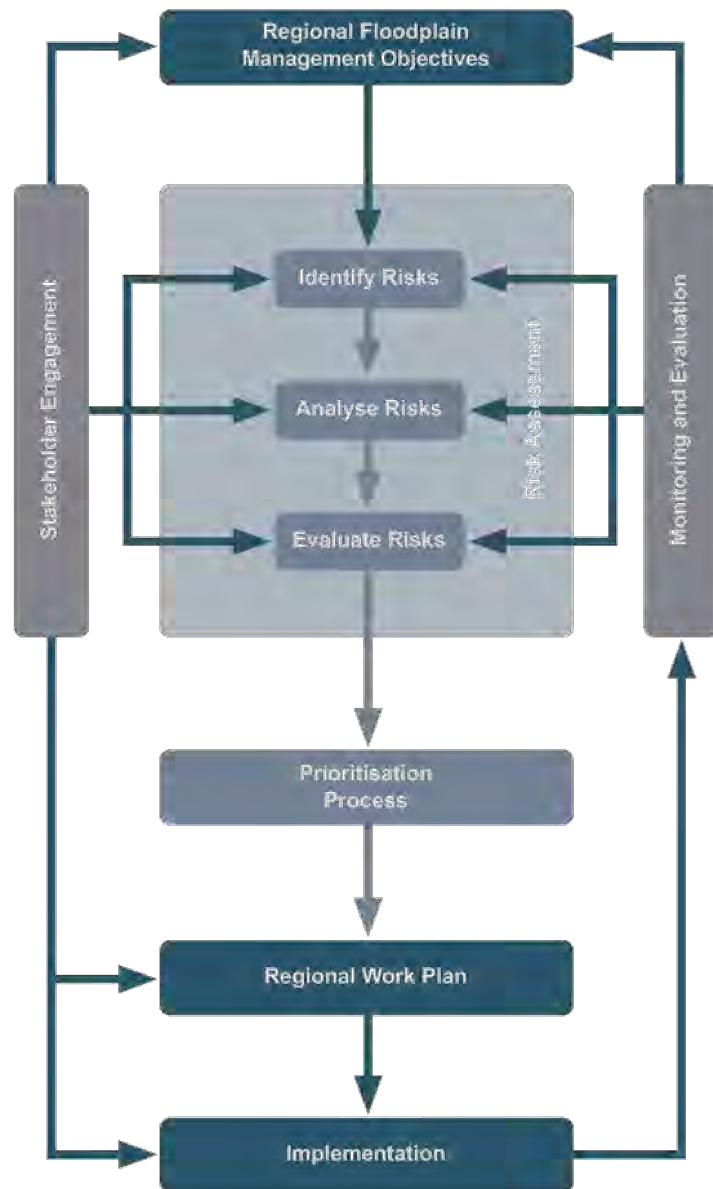 Regional Floodplain
Management Objectives
Stakeholder Engagement
Identify Risks
Analyse Risks
Evaluate Risks
Risk Assessment
Monitoring and Evaluation
Prioritisation
Process
Regional Work Plan
Implementation